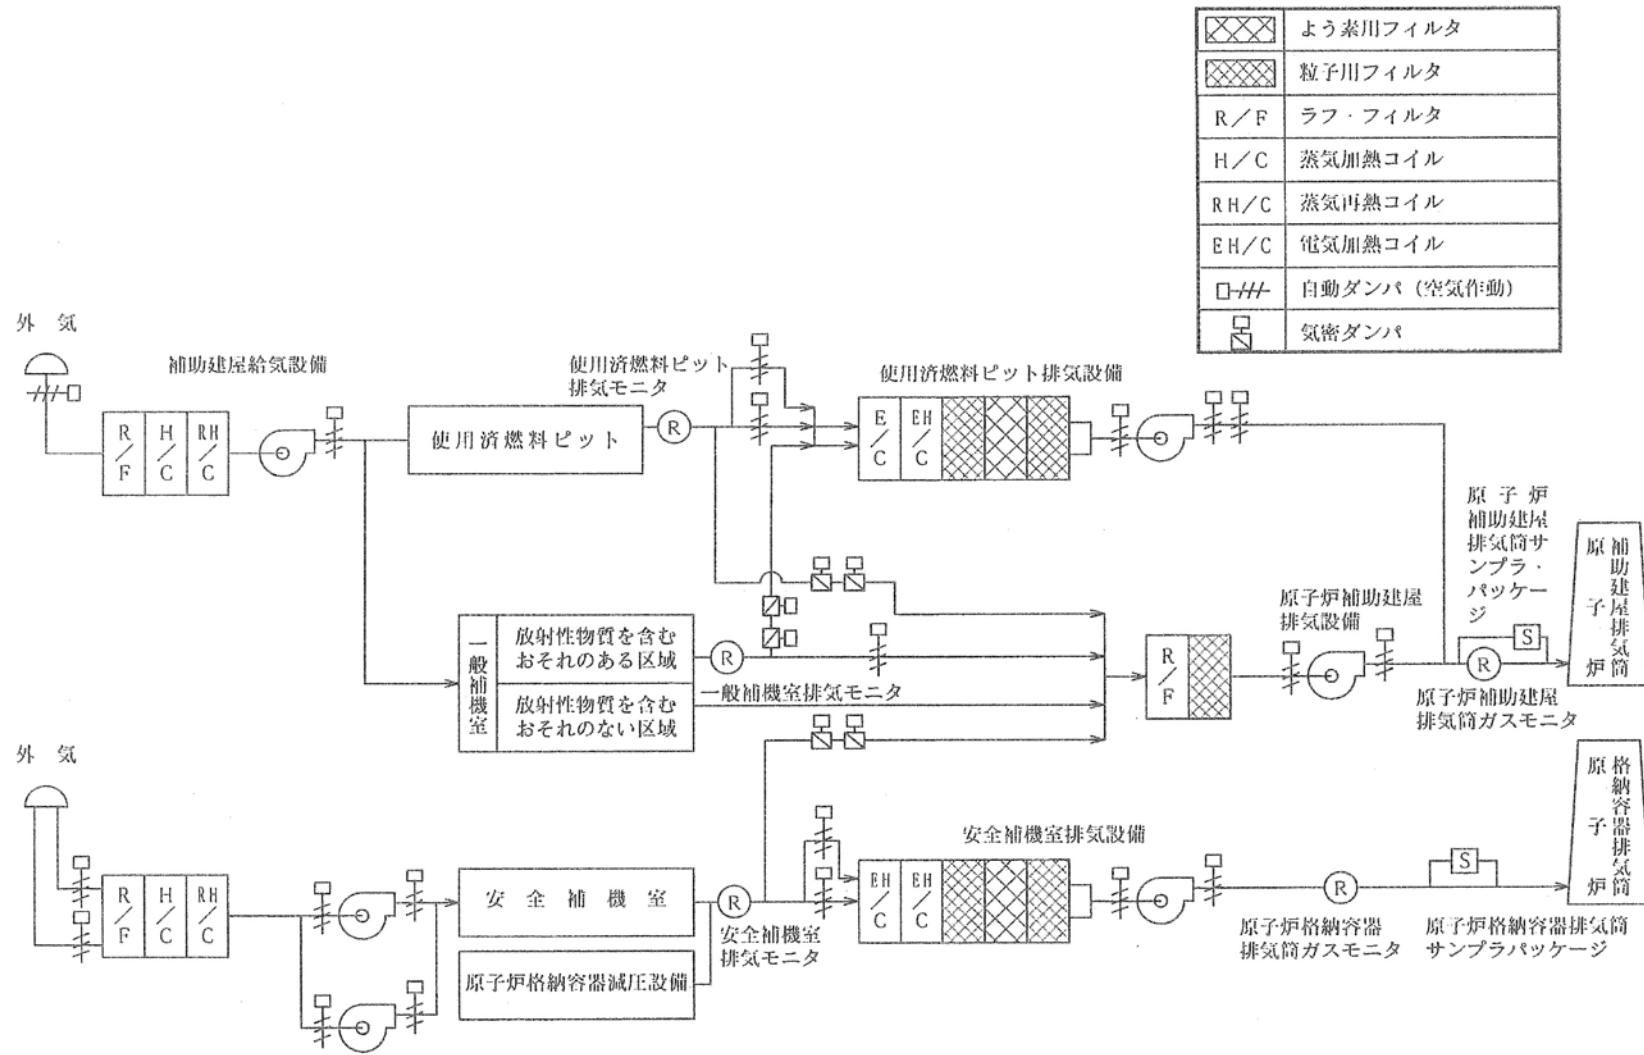 よう素用フィルタ
粒子用フィルタ
R/F ラフ・フィルタ
H/C 蒸気加熱コイル
RH/C 蒸気再熱コイル
EH/C 電気加熱コイル
自動ダンパ (空気作動)
気密ダンパ
外 気
補助建屋給気設備
R/F
H/C
RH/C
使用済燃料ピット
使用済燃料ピット
排気モニタ
R
使用済燃料ピット排気設備
E/C
EH/C
一般補機室
放射性物質を含む
おそれのある区域
放射性物質を含む
おそれのない区域
R
一般補機室排気モニタ
R/F
原子炉補助建屋
排気設備
原 子 炉
補助建屋
排気筒サ
ンプラ・
パッケー
ジ
S
R
原子炉補助建屋
排気筒ガスモニタ
原子炉
補助建屋排気筒
外 気
R/F
H/C
RH/C
安 全 補 機 室
原子炉格納容器減圧設備
R
安全補機室
排気モニタ
安全補機室排気設備
EH/C
EH/C
R
原子炉格納容器
排気筒ガスモニタ
S
原子炉格納容器排気筒
サンプラパッケージ
原子炉
格納容器排気筒